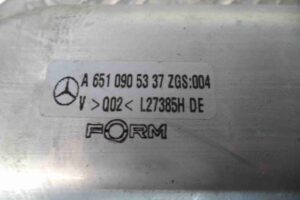 A 651 090 53 37 ZGS:004
V >Q02< L27385H DE
FORM